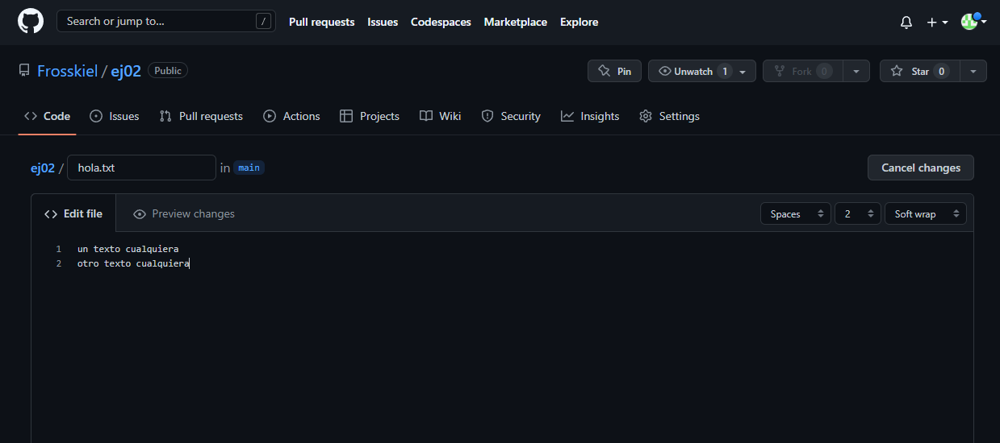 Search or jump to... / Pull requests Issues Codespaces Marketplace Explore
Frosskiel / ej02 Public Pin Unwatch 1 Fork 0 Star 0
Code Issues Pull requests Actions Projects Wiki Security Insights Settings
ej02 / hola.txt in main Cancel changes
Edit file Preview changes Spaces 2 Soft wrap
1 un texto cualquiera
2 otro texto cualquiera